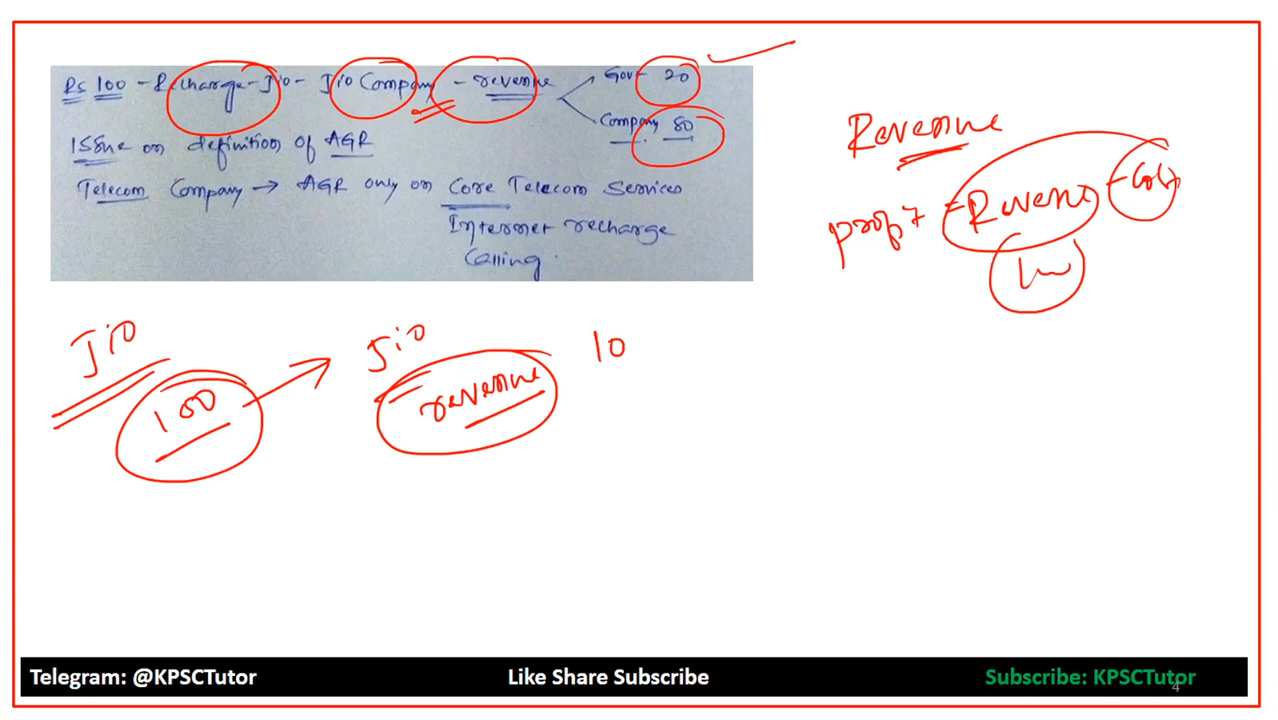 Rs 100 - Recharge - Jio - Jio Company - revenue
Gov - 20
Company 80
Issue on definition of AGR
Telecom Company → AGR only on Core Telecom Services
Internet recharge
Calling.
Revenue
profit = Revenue -
Jio
100 → Jio
revenue
10
Telegram: @KPSCTutor
Like Share Subscribe
Subscribe: KPSCTutor
4